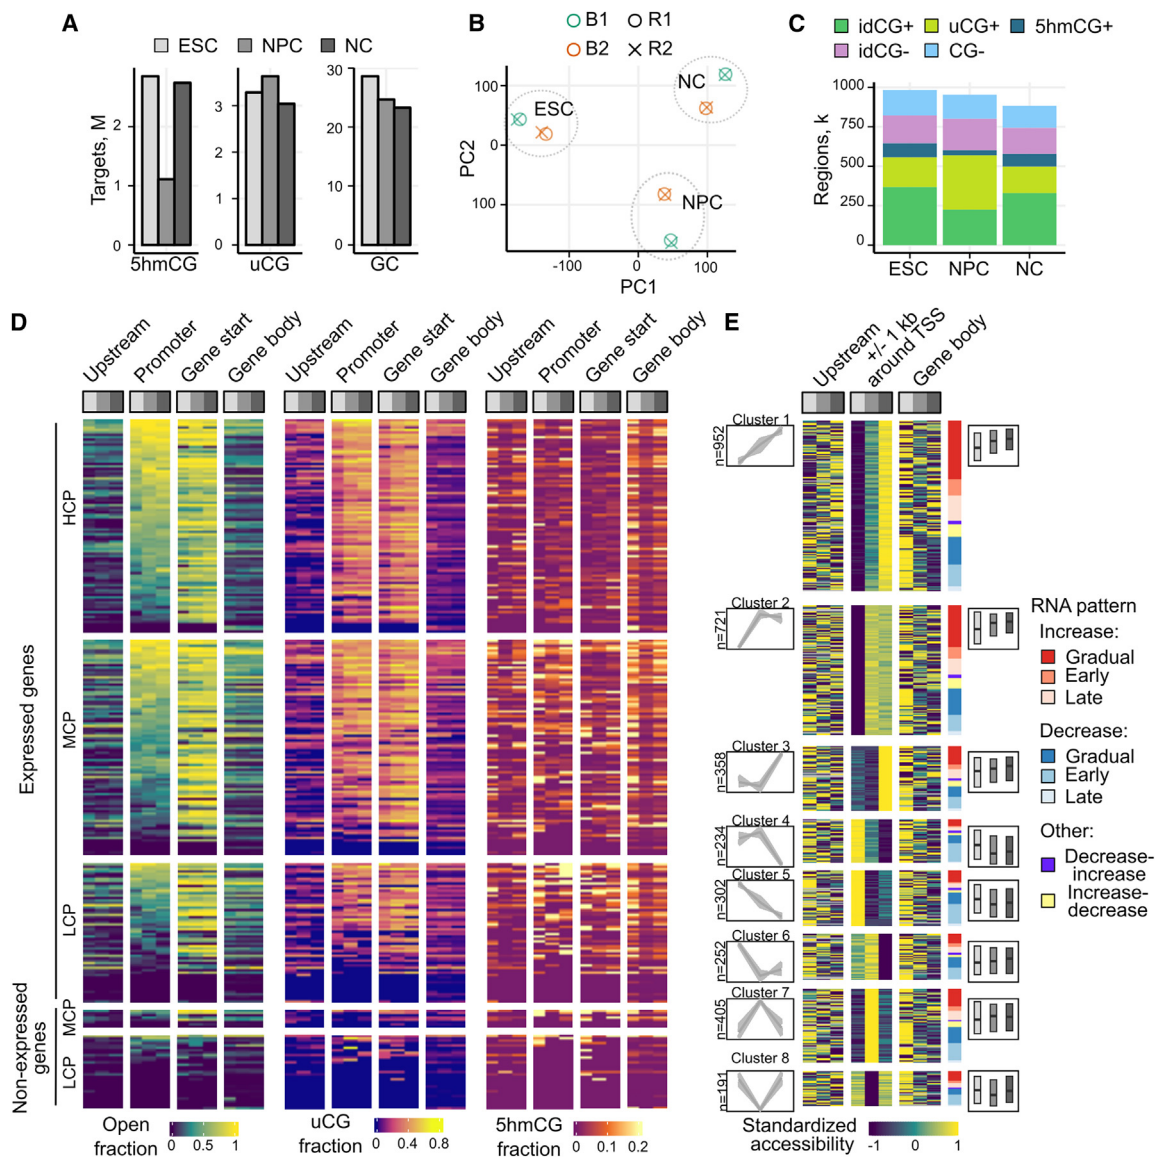 A
ESC NPC NC
Targets, M
2
1
0
5hmCG
3
2
1
0
uCG
30
20
10
0
GC
B
B1 R1
B2 R2
PC2
100
0
100
ESC
NC
NPC
-100 0 100
PC1
C
idCG+ uCG+ 5hmCG+
idCG- CG-
Regions, k
1000
750
500
250
0
ESC NPC NC
D
Upstream Promoter Gene start Gene body
Upstream Promoter Gene start Gene body
Upstream Promoter Gene start Gene body
Expressed genes
HCP
MCP
LCP
Non-expressed
genes
MCP
LCP
Open
fraction
0 0.5 1
uCG
fraction
0 0.4 0.8
5hmCG
fraction
0 0.1 0.2
E
Upstream
+/- 1 kb
around TSS
Gene body
Cluster 1
n=952
Cluster 2
n=721
Cluster 3
n=358
Cluster 4
n=234
Cluster 5
n=302
Cluster 6
n=252
Cluster 7
n=405
Cluster 8
n=191
Standardized
accessibility
-1 0 1
RNA pattern
Increase:
Gradual
Early
Late
Decrease:
Gradual
Early
Late
Other:
Decrease-
increase
Increase-
decrease